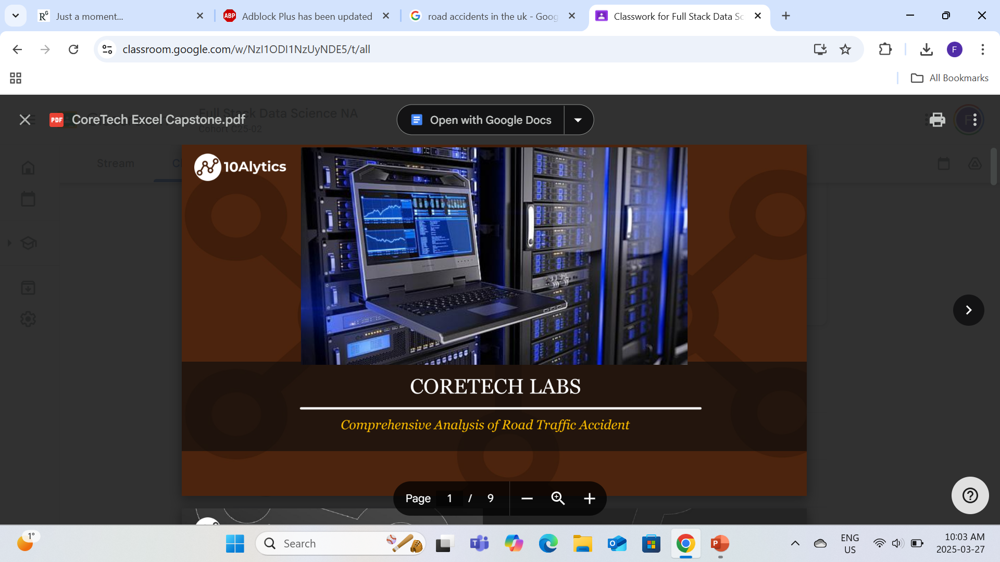 Just a moment...
Adblock Plus has been updated
road accidents in the uk - Goog
Classwork for Full Stack Data Sc
classroom.google.com/w/NzI1ODI1NzUyNDE5/t/all
F
All Bookmarks
PDF
CoreTech Excel Capstone.pdf
Full Stack Data Science NA
Cohort C25-02
Open with Google Docs
Stream
10Alytics
CORETECH LABS
Comprehensive Analysis of Road Traffic Accident
Page 1 / 9
1°
Search
ENG
US
10:03 AM
2025-03-27